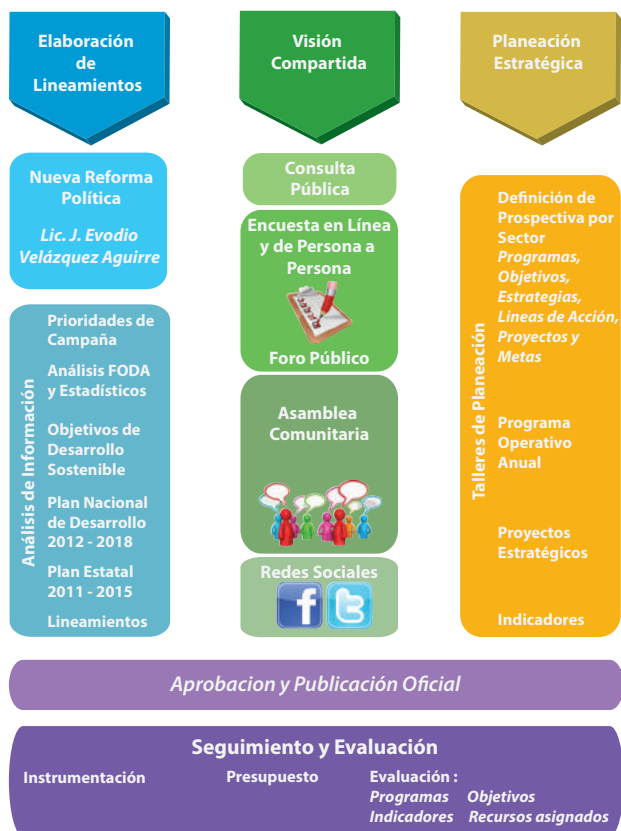 Elaboración
de
Lineamientos
Nueva Reforma
Política
Lic. J. Evodio
Velázquez Aguirre
Análisis de Información
Prioridades de
Campaña
Análisis FODA
y Estadísticos
Objetivos de
Desarrollo
Sostenible
Plan Nacional
de Desarrollo
2012 - 2018
Plan Estatal
2011 - 2015
Lineamientos
Visión
Compartida
Consulta
Pública
Encuesta en Línea
y de Persona a
Persona
Foro Público
Asamblea
Comunitaria
Redes Sociales
Planeación
Estratégica
Talleres de Planeación
Definición de
Prospectiva por
Sector
Programas,
Objetivos,
Estrategias,
Lineas de Acción,
Proyectos y
Metas
Programa
Operativo
Anual
Proyectos
Estratégicos
Indicadores
Aprobacion y Publicación Oficial
Seguimiento y Evaluación
Instrumentación
Presupuesto
Evaluación :
Programas Objetivos
Indicadores Recursos asignados